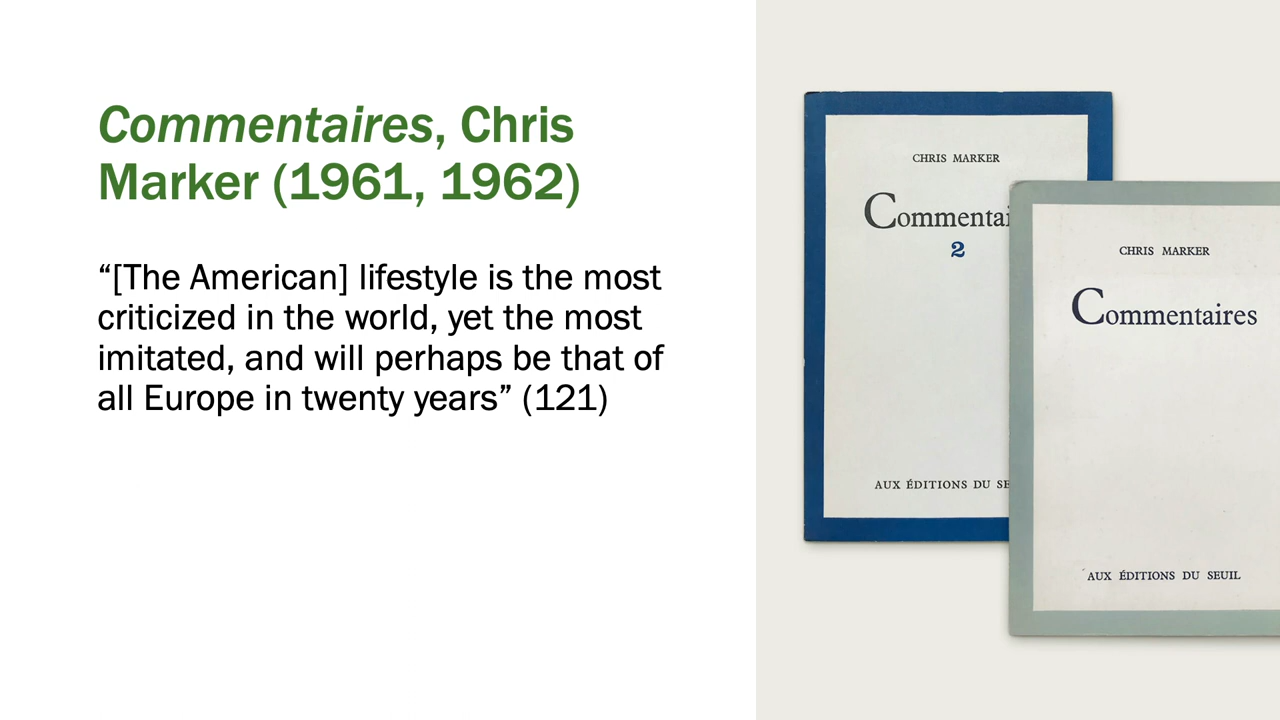 Commentaires, Chris
Marker (1961, 1962)
“[The American] lifestyle is the most
criticized in the world, yet the most
imitated, and will perhaps be that of
all Europe in twenty years” (121)
CHRIS MARKER
Commentai
2
AUX ÉDITIONS DU SE
CHRIS MARKER
Commentaires
AUX ÉDITIONS DU SEUIL